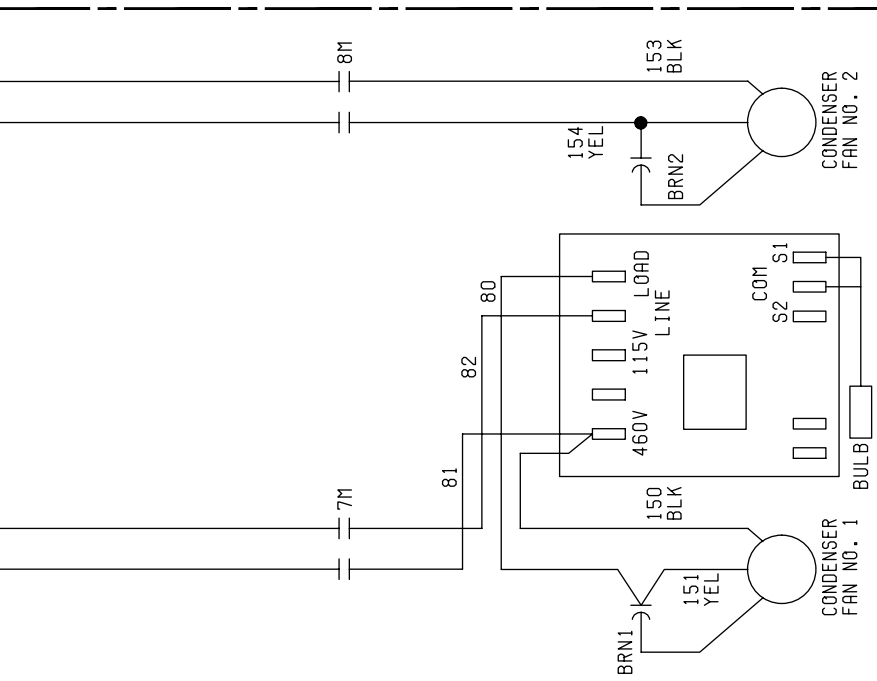 8M
153
BLK
154
YEL
BRN2
CONDENSER
FAN NO. 2
80
LOAD
LINE
115V
460V
COM
S1
S2
82
81
BULB
7M
150
BLK
151
YEL
BRN1
CONDENSER
FAN NO. 1